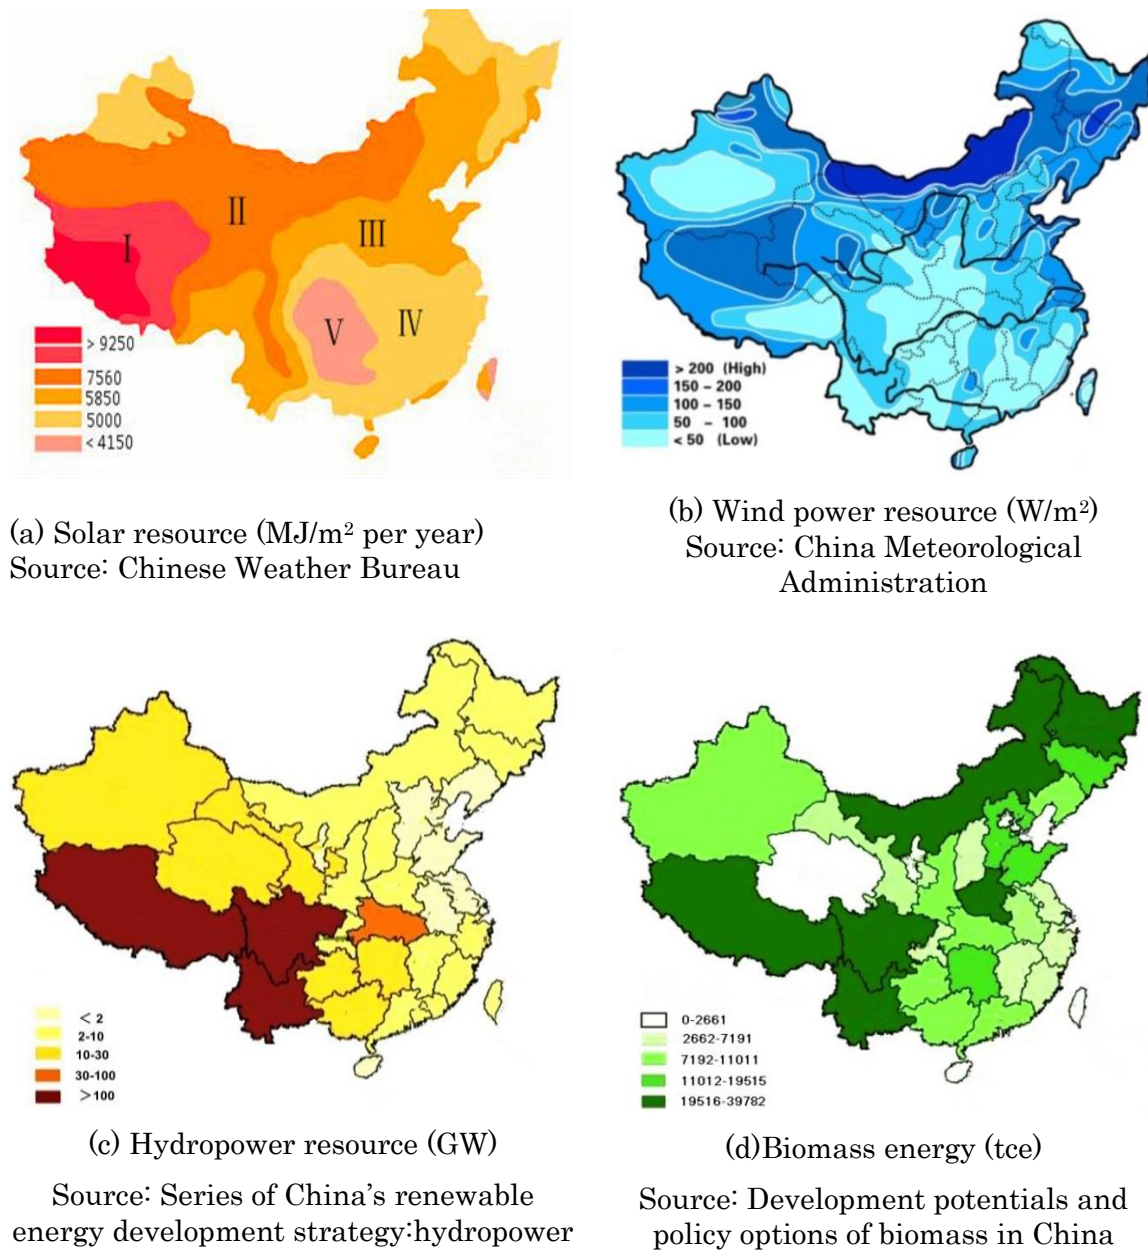 I
II
III
IV
V
> 9250
7560
5850
5000
< 4150
(a) Solar resource (MJ/m² per year)
Source: Chinese Weather Bureau
> 200 (High)
150 – 200
100 – 150
50 – 100
< 50 (Low)
(b) Wind power resource (W/m²)
Source: China Meteorological
Administration
< 2
2-10
10-30
30-100
>100
(c) Hydropower resource (GW)
Source: Series of China's renewable
energy development strategy:hydropower
0-2661
2662-7191
7192-11011
11012-19515
19516-39782
(d)Biomass energy (tce)
Source: Development potentials and
policy options of biomass in China